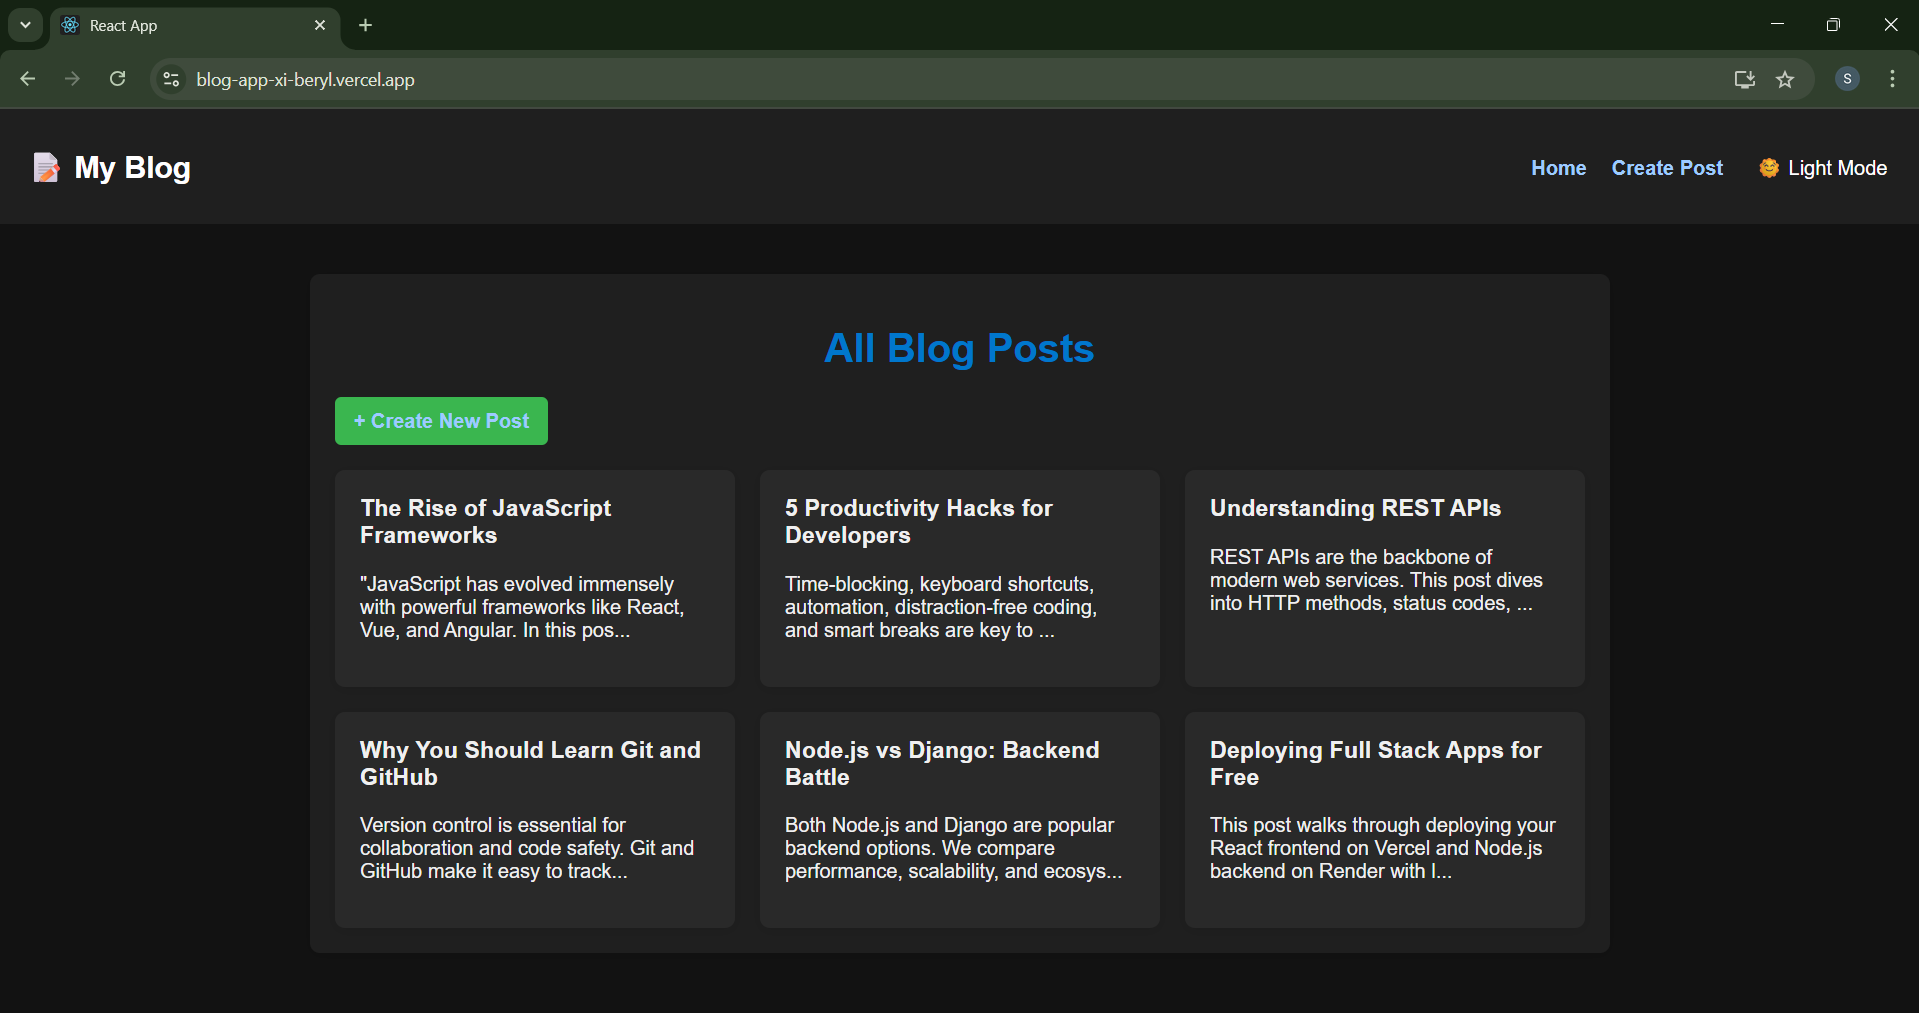 React App
blog-app-xi-beryl.vercel.app
S
My Blog
Home
Create Post
Light Mode
All Blog Posts
+ Create New Post
The Rise of JavaScript
Frameworks
"JavaScript has evolved immensely
with powerful frameworks like React,
Vue, and Angular. In this pos...
5 Productivity Hacks for
Developers
Time-blocking, keyboard shortcuts,
automation, distraction-free coding,
and smart breaks are key to ...
Understanding REST APIs
REST APIs are the backbone of
modern web services. This post dives
into HTTP methods, status codes, ...
Why You Should Learn Git and
GitHub
Version control is essential for
collaboration and code safety. Git and
GitHub make it easy to track...
Node.js vs Django: Backend
Battle
Both Node.js and Django are popular
backend options. We compare
performance, scalability, and ecosys...
Deploying Full Stack Apps for
Free
This post walks through deploying your
React frontend on Vercel and Node.js
backend on Render with l...